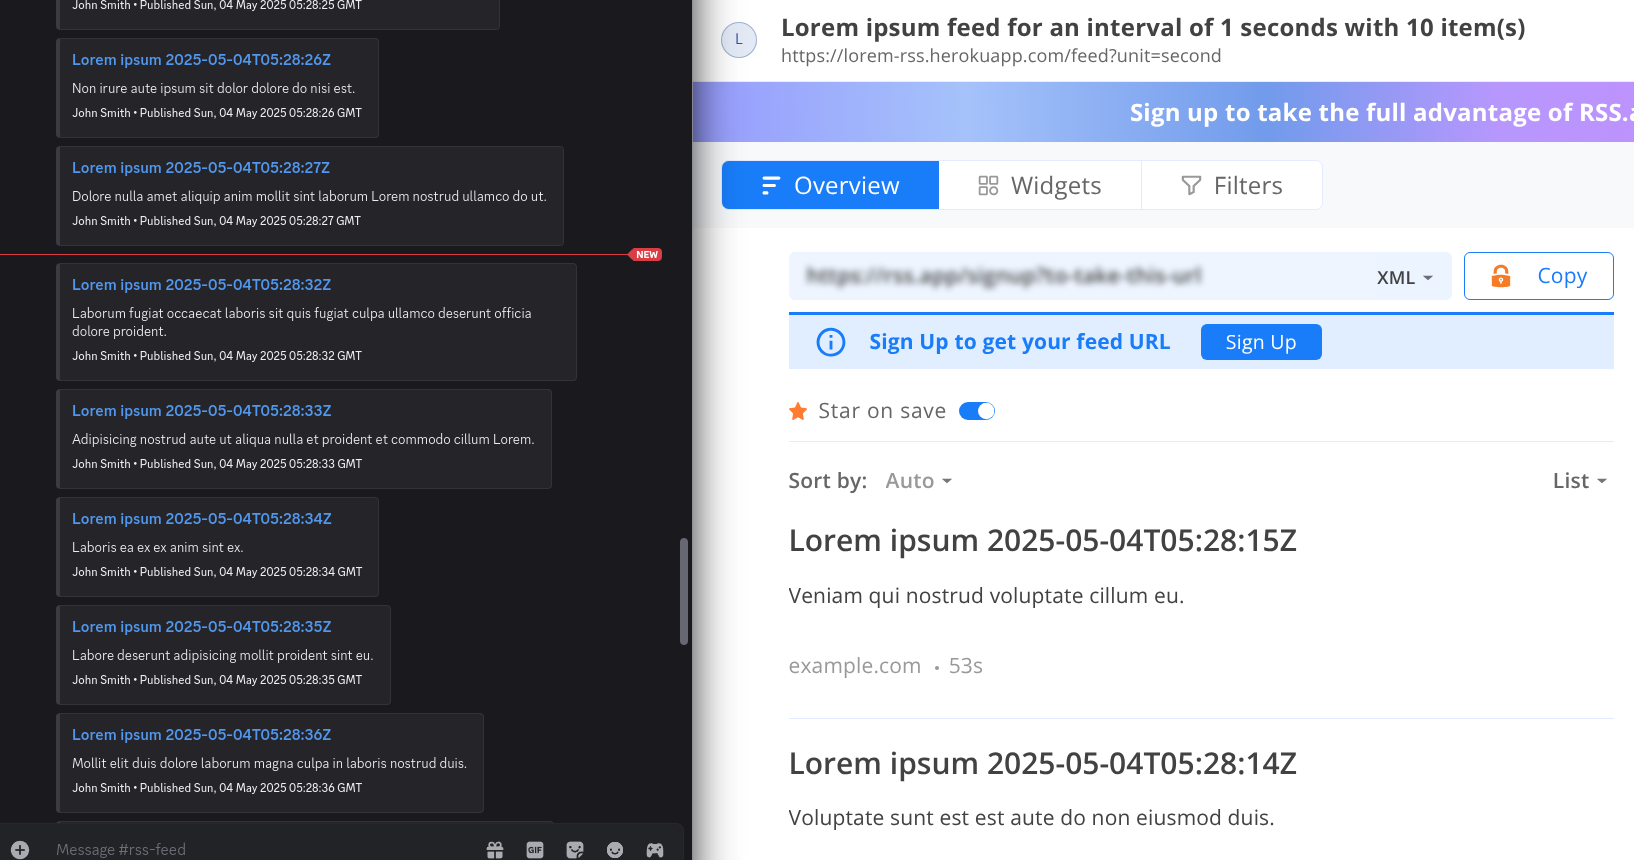 John Smith • Published Sun, 04 May 2025 05:28:25 GMT
Lorem ipsum 2025-05-04T05:28:26Z
Non irure aute ipsum sit dolor dolore do nisi est.
John Smith • Published Sun, 04 May 2025 05:28:26 GMT
Lorem ipsum 2025-05-04T05:28:27Z
Dolore nulla amet aliquip anim mollit sint laborum Lorem nostrud ullamco do ut.
John Smith • Published Sun, 04 May 2025 05:28:27 GMT
NEW
Lorem ipsum 2025-05-04T05:28:32Z
Laborum fugiat occaecat laboris sit quis fugiat culpa ullamco deserunt officia
dolore proident.
John Smith • Published Sun, 04 May 2025 05:28:32 GMT
Lorem ipsum 2025-05-04T05:28:33Z
Adipisicing nostrud aute ut aliqua nulla et proident et commodo cillum Lorem.
John Smith • Published Sun, 04 May 2025 05:28:33 GMT
Lorem ipsum 2025-05-04T05:28:34Z
Laboris ea ex ex anim sint ex.
John Smith • Published Sun, 04 May 2025 05:28:34 GMT
Lorem ipsum 2025-05-04T05:28:35Z
Labore deserunt adipisicing mollit proident sint eu.
John Smith • Published Sun, 04 May 2025 05:28:35 GMT
Lorem ipsum 2025-05-04T05:28:36Z
Mollit elit duis dolore laborum magna culpa in laboris nostrud duis.
John Smith • Published Sun, 04 May 2025 05:28:36 GMT
Message #rss-feed
GIF
L
Lorem ipsum feed for an interval of 1 seconds with 10 item(s)
https://lorem-rss.herokuapp.com/feed?unit=second
Sign up to take the full advantage of RSS.a
Overview
Widgets
Filters
https://rss.app/signup?to-take-this-url
XML
Copy
Sign Up to get your feed URL
Sign Up
Star on save
Sort by: Auto
List
Lorem ipsum 2025-05-04T05:28:15Z
Veniam qui nostrud voluptate cillum eu.
example.com • 53s
Lorem ipsum 2025-05-04T05:28:14Z
Voluptate sunt est est aute do non eiusmod duis.